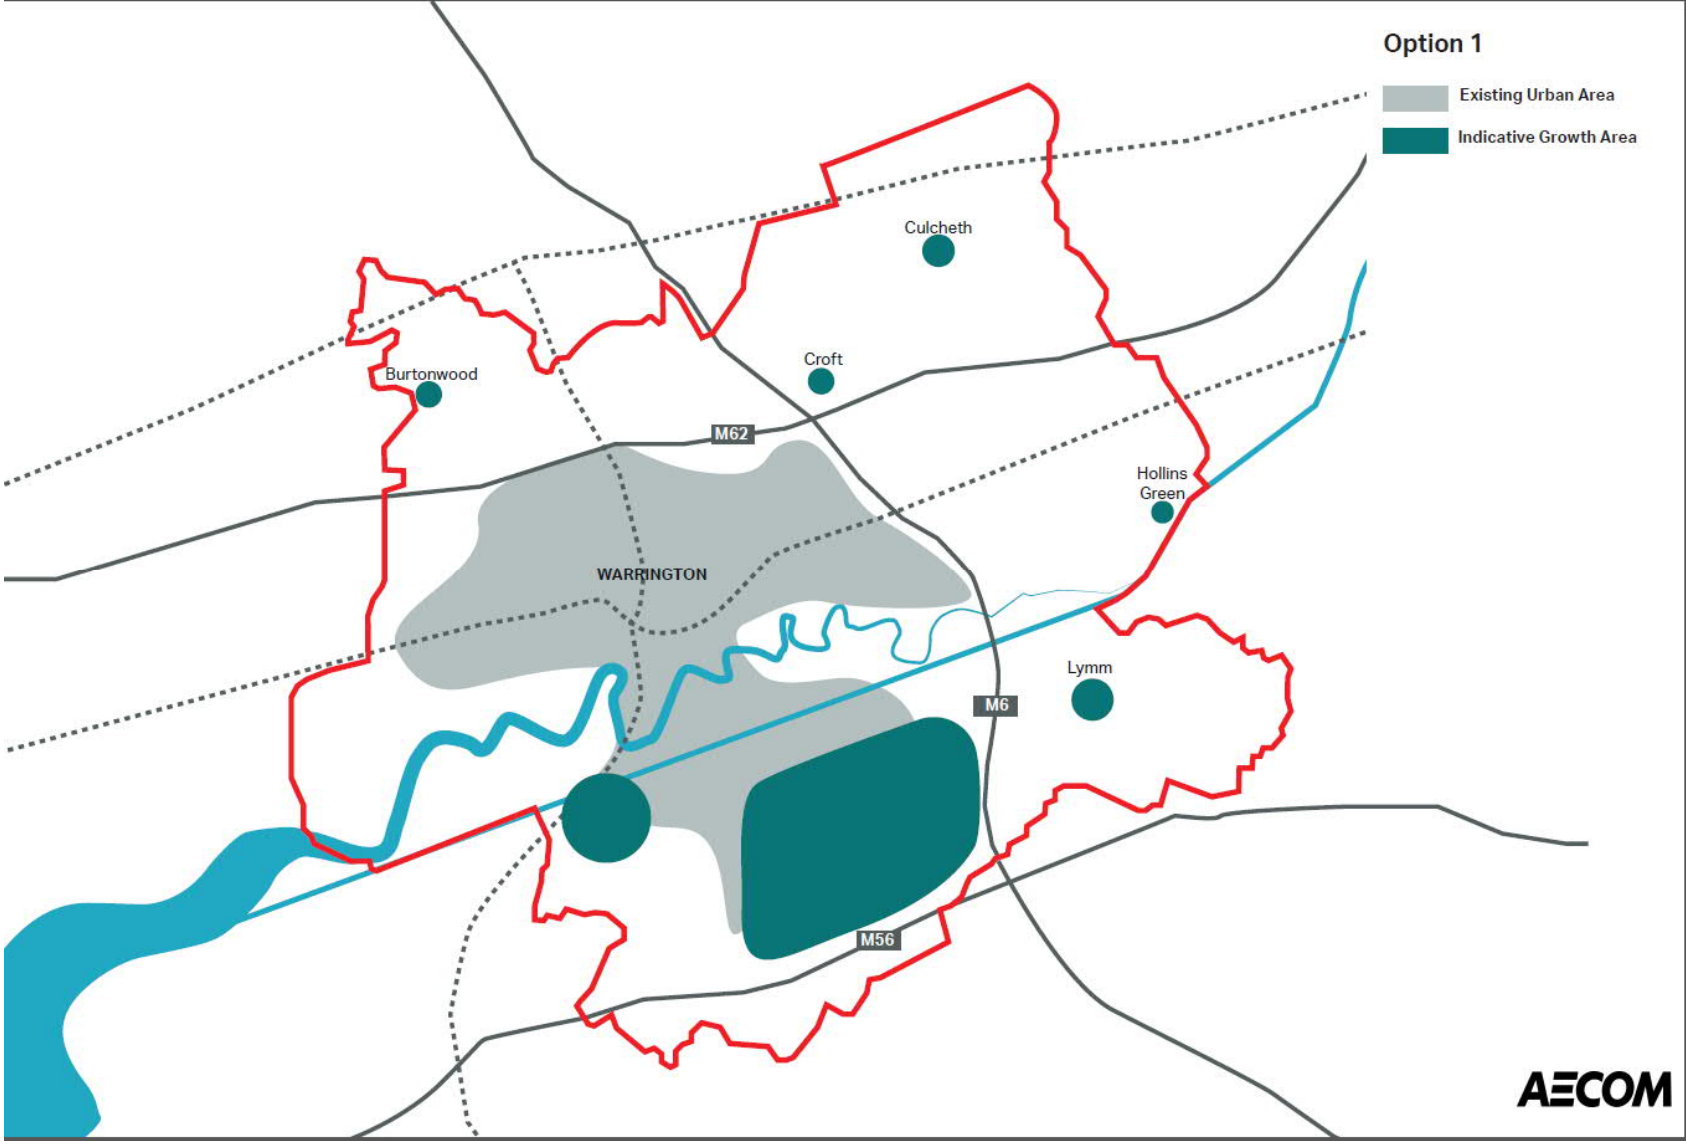 Option 1
Existing Urban Area
Indicative Growth Area
Culcheth
Croft
Burtonwood
M62
Hollins
Green
WARRINGTON
Lymm
M6
M56
AECOM